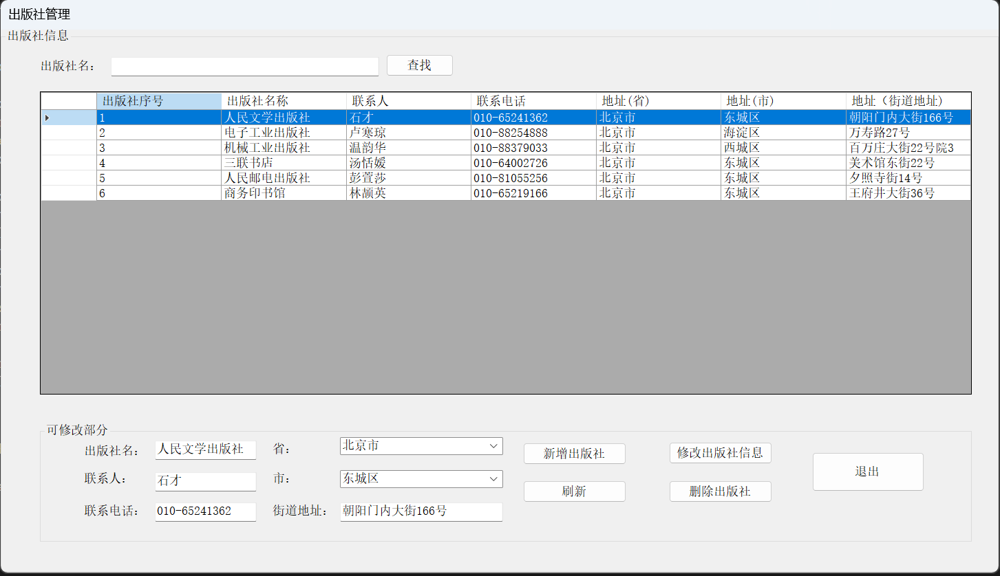 出版社管理
出版社信息
出版社名： 查找
出版社序号 出版社名称 联系人 联系电话 地址(省) 地址(市) 地址（街道地址)
1 人民文学出版社 石才 010-65241362 北京市 东城区 朝阳门内大街166号
2 电子工业出版社 卢寒琼 010-88254888 北京市 海淀区 万寿路27号
3 机械工业出版社 温韵华 010-88379033 北京市 西城区 百万庄大街22号院3
4 三联书店 汤恬媛 010-64002726 北京市 东城区 美术馆东街22号
5 人民邮电出版社 彭萱莎 010-81055256 北京市 东城区 夕照寺街14号
6 商务印书馆 林颉英 010-65219166 北京市 东城区 王府井大街36号
可修改部分
出版社名： 人民文学出版社 省： 北京市 新增出版社 修改出版社信息
联系人： 石才 市： 东城区 退出
刷新 删除出版社
联系电话： 010-65241362 街道地址： 朝阳门内大街166号